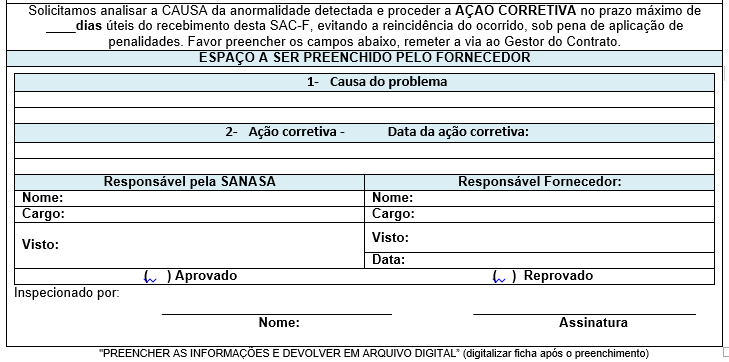 Solicitamos analisar a CAUSA da anormalidade detectada e proceder a AÇAO CORRETIVA no prazo máximo de
____dias úteis do recebimento desta SAC-F, evitando a reincidência do ocorrido, sob pena de aplicação de
penalidades. Favor preencher os campos abaixo, remeter a via ao Gestor do Contrato.
ESPAÇO A SER PREENCHIDO PELO FORNECEDOR
1- Causa do problema
2- Ação corretiva - Data da ação corretiva:
Responsável pela SANASA Responsável Fornecedor:
Nome: Nome:
Cargo: Cargo:
Visto: Visto:
Data:
( ) Aprovado ( ) Reprovado
Inspecionado por:
Nome: Assinatura
"PREENCHER AS INFORMAÇÕES E DEVOLVER EM ARQUIVO DIGITAL" (digitalizar ficha após o preenchimento)